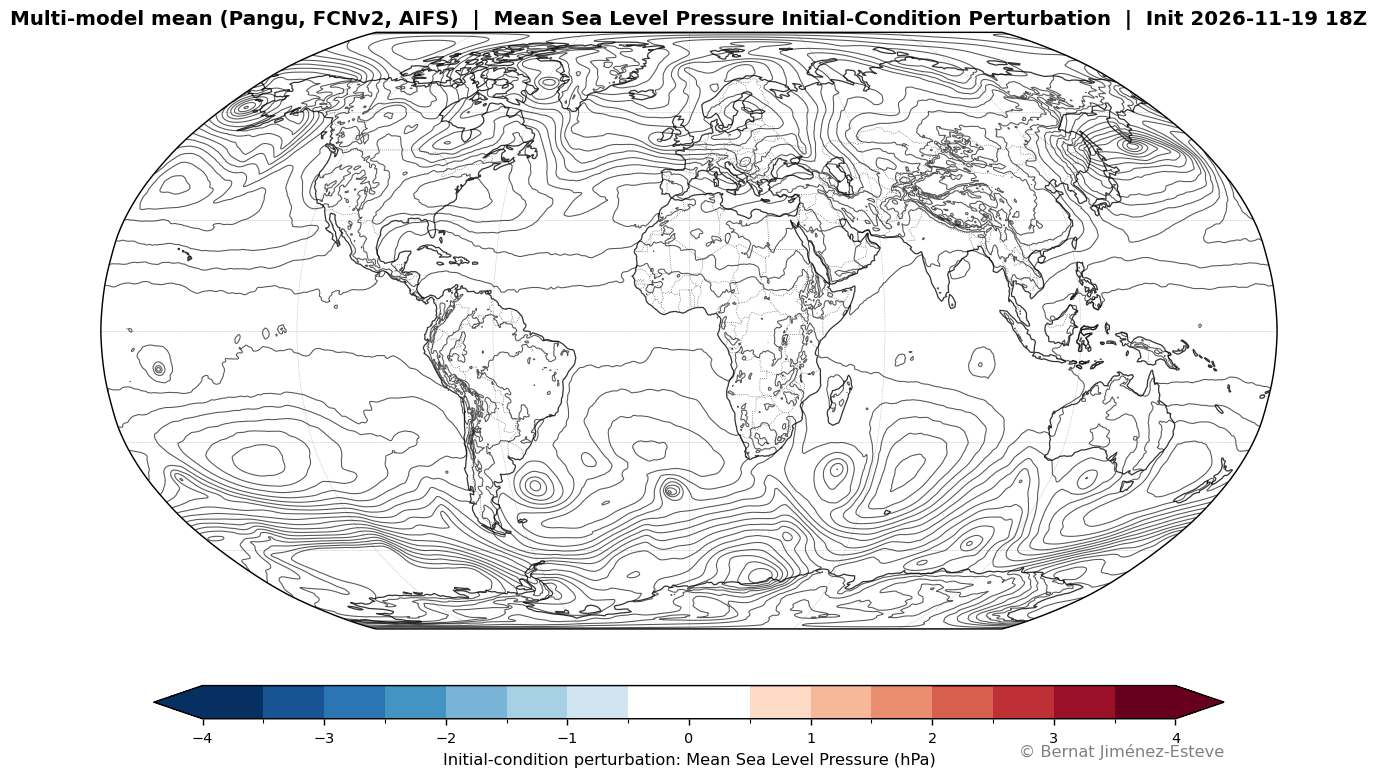 Multi-model mean (Pangu, FCNv2, AIFS)  |  Mean Sea Level Pressure Initial-Condition Perturbation  |  Init 2026-11-19 18Z
−4 −3 −2 −1 0 1 2 3 4
Initial-condition perturbation: Mean Sea Level Pressure (hPa)
© Bernat Jiménez-Esteve